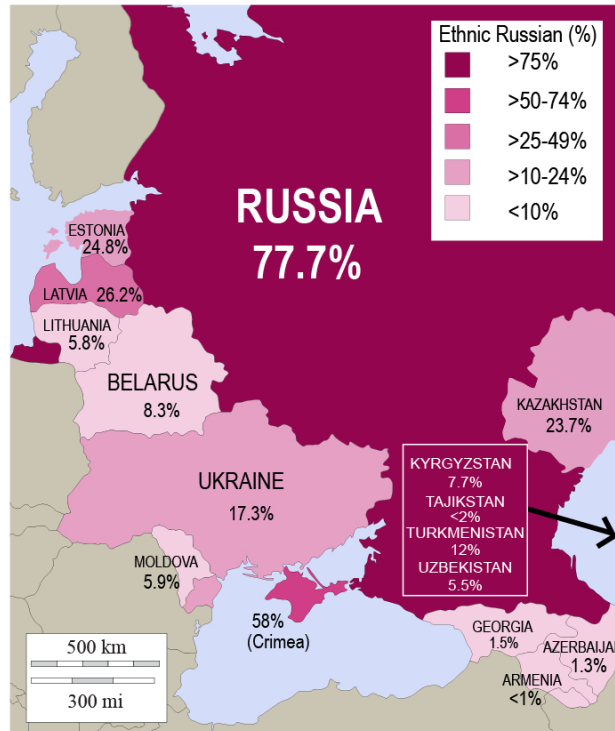 Ethnic Russian (%)
>75%
>50-74%
>25-49%
>10-24%
<10%
RUSSIA
77.7%
ESTONIA
24.8%
LATVIA 26.2%
LITHUANIA
5.8%
BELARUS
8.3%
KAZAKHSTAN
23.7%
UKRAINE
17.3%
KYRGYZSTAN
7.7%
TAJIKSTAN
<2%
TURKMENISTAN
12%
UZBEKISTAN
5.5%
MOLDOVA
5.9%
58%
(Crimea)
GEORGIA
1.5%
AZERBAIJAN
1.3%
ARMENIA
<1%
500 km
300 mi